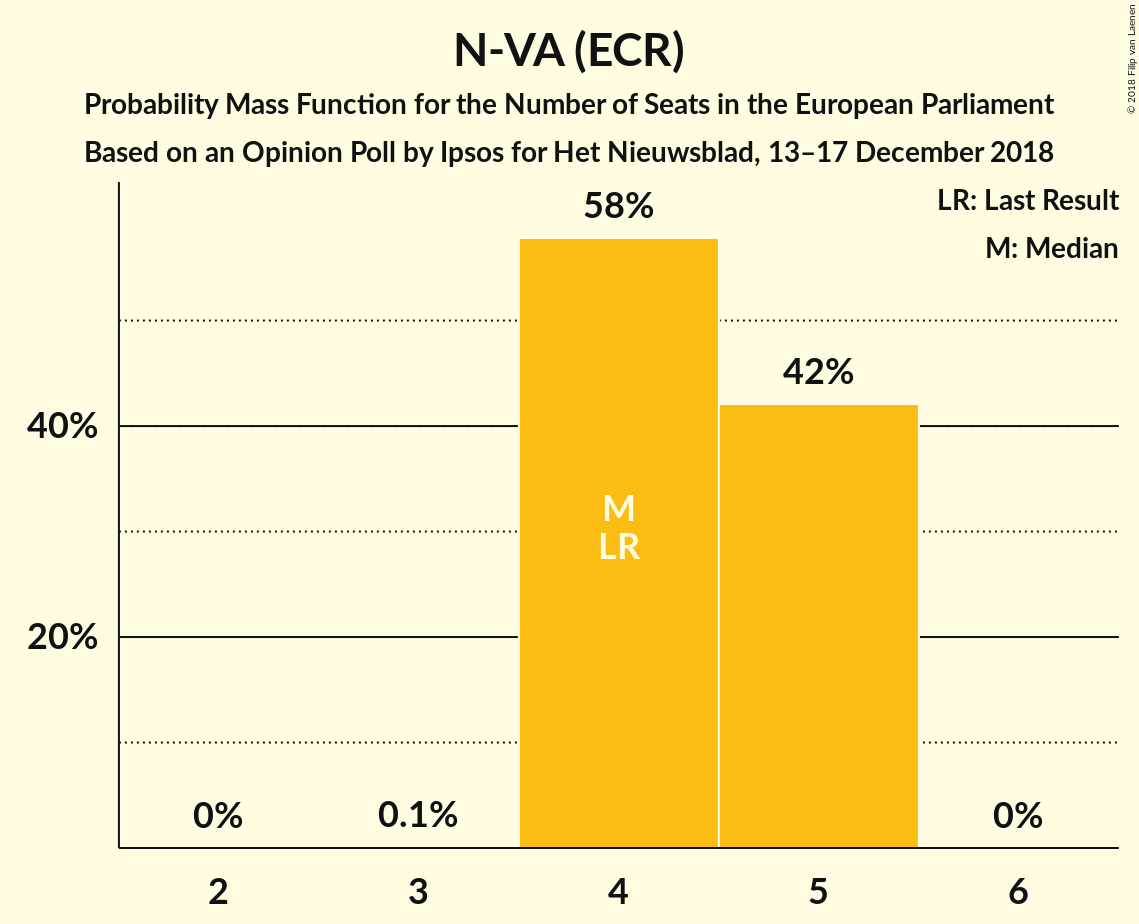 N-VA (ECR)
Probability Mass Function for the Number of Seats in the European Parliament
Based on an Opinion Poll by Ipsos for Het Nieuwsblad, 13–17 December 2018
© 2018 Filip van Laenen
LR: Last Result
M: Median
58%
42%
40%
M
LR
20%
0%
0.1%
0%
2
3
4
5
6